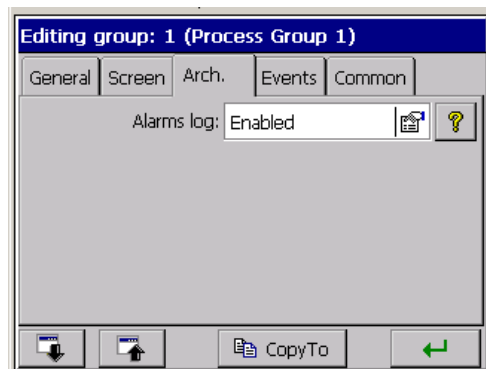 Editing group: 1 (Process Group 1)
General Screen Arch. Events Common
Alarms log: Enabled ?
CopyTo